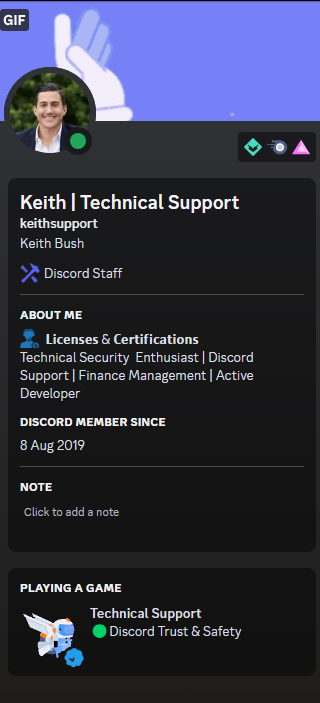 GIF
Keith | Technical Support
keithsupport
Keith Bush
Discord Staff
ABOUT ME
Licenses & Certifications
Technical Security Enthusiast | Discord
Support | Finance Management | Active
Developer
DISCORD MEMBER SINCE
8 Aug 2019
NOTE
Click to add a note
PLAYING A GAME
Technical Support
Discord Trust & Safety